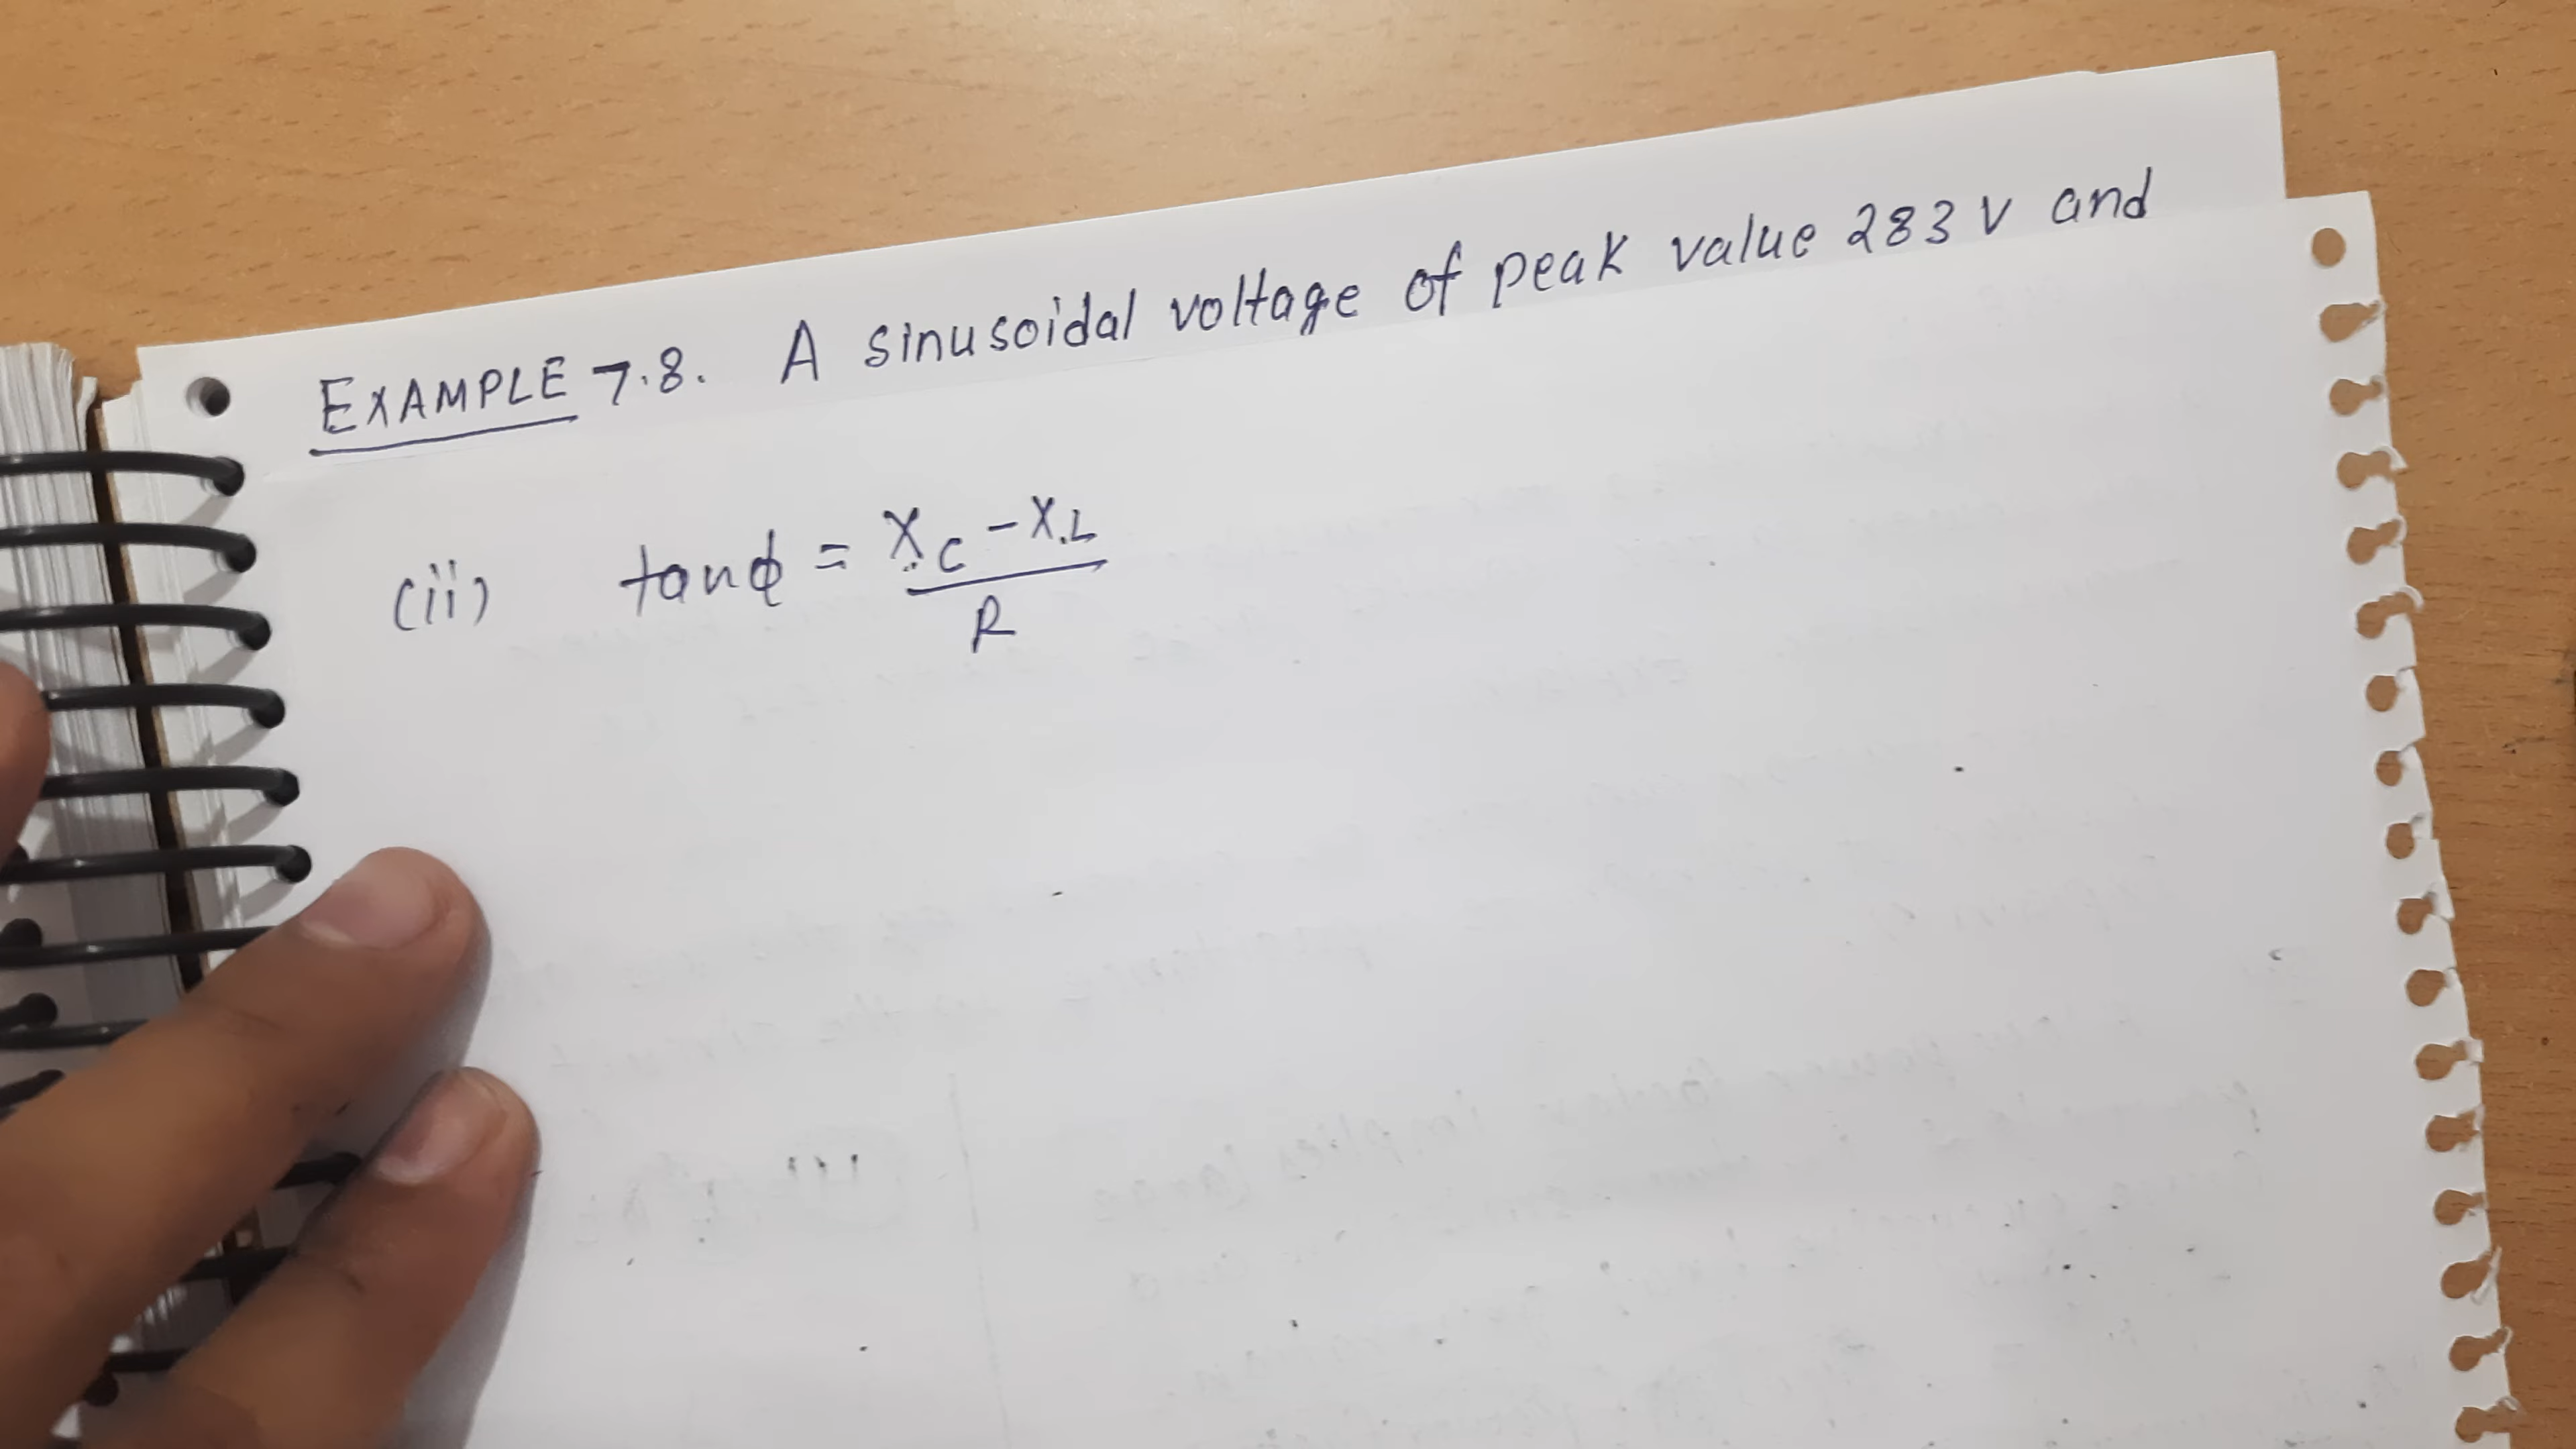 EXAMPLE 7.8. A sinusoidal voltage of peak value 283 V and
(ii) tanϕ = (X_C - X_L) / R